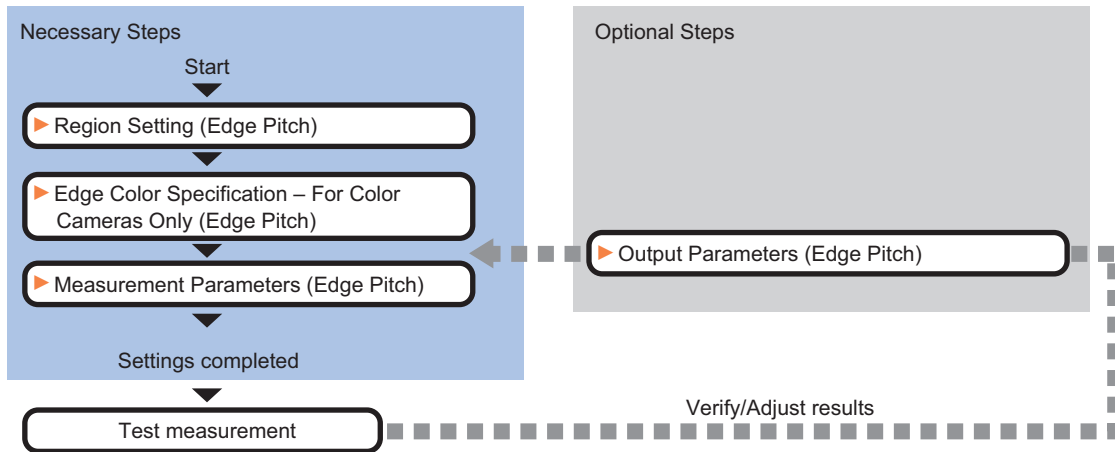 Necessary Steps
Start
Region Setting (Edge Pitch)
Edge Color Specification – For Color
Cameras Only (Edge Pitch)
Measurement Parameters (Edge Pitch)
Settings completed
Test measurement
Optional Steps
Output Parameters (Edge Pitch)
Verify/Adjust results